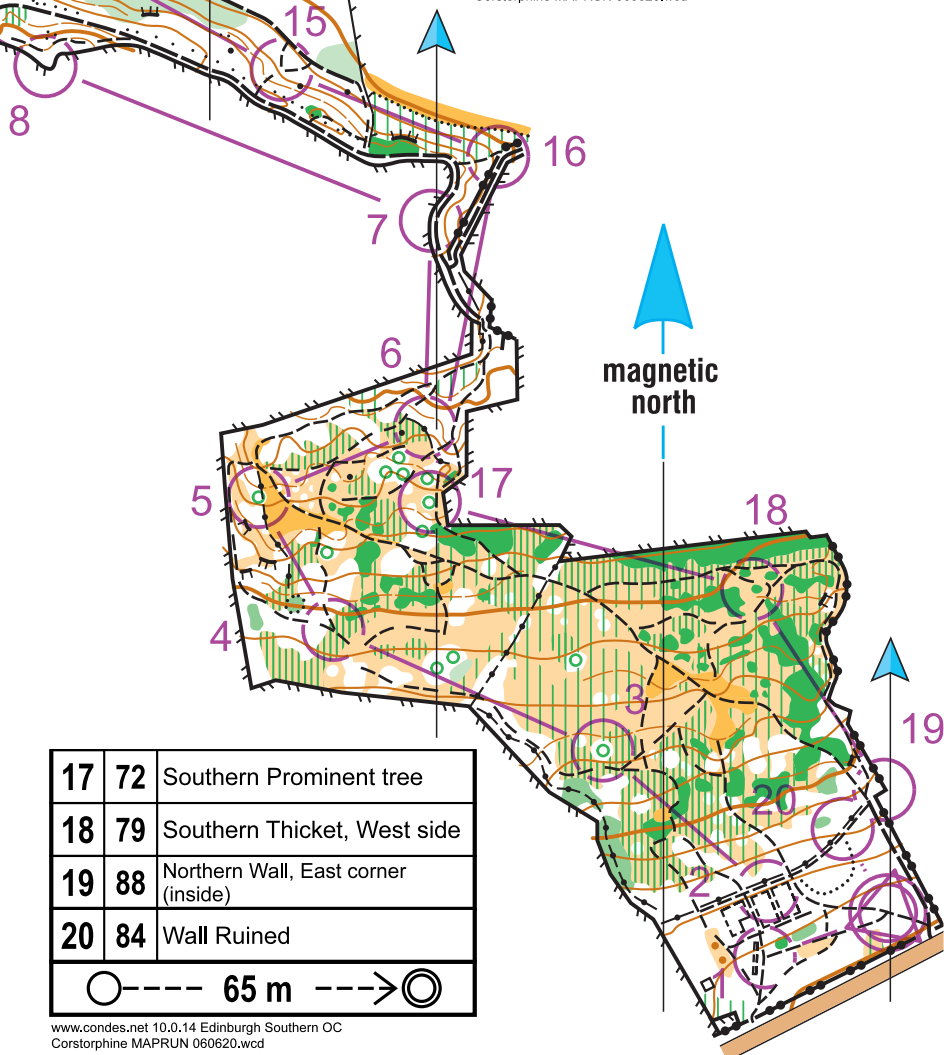 15
8
16
7
magnetic
north
6
5
17
18
4
3
19
20
2
1
17 72 Southern Prominent tree
18 79 Southern Thicket, West side
19 88 Northern Wall, East corner
(inside)
20 84 Wall Ruined
65 m
www.condes.net 10.0.14 Edinburgh Southern OC
Corstorphine MAPRUN 060620.wcd